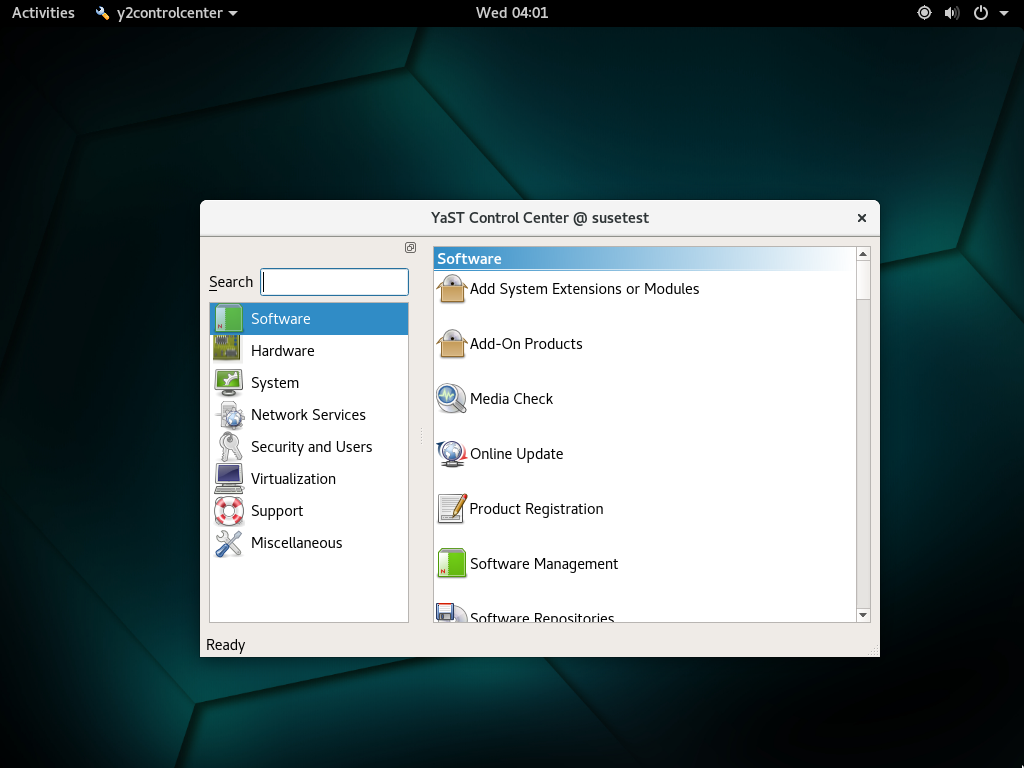 Activities y2controlcenter Wed 04:01
YaST Control Center @ susetest
Search
Software
Hardware
System
Network Services
Security and Users
Virtualization
Support
Miscellaneous
Software
Add System Extensions or Modules
Add-On Products
Media Check
Online Update
Product Registration
Software Management
Software Repositories
Ready